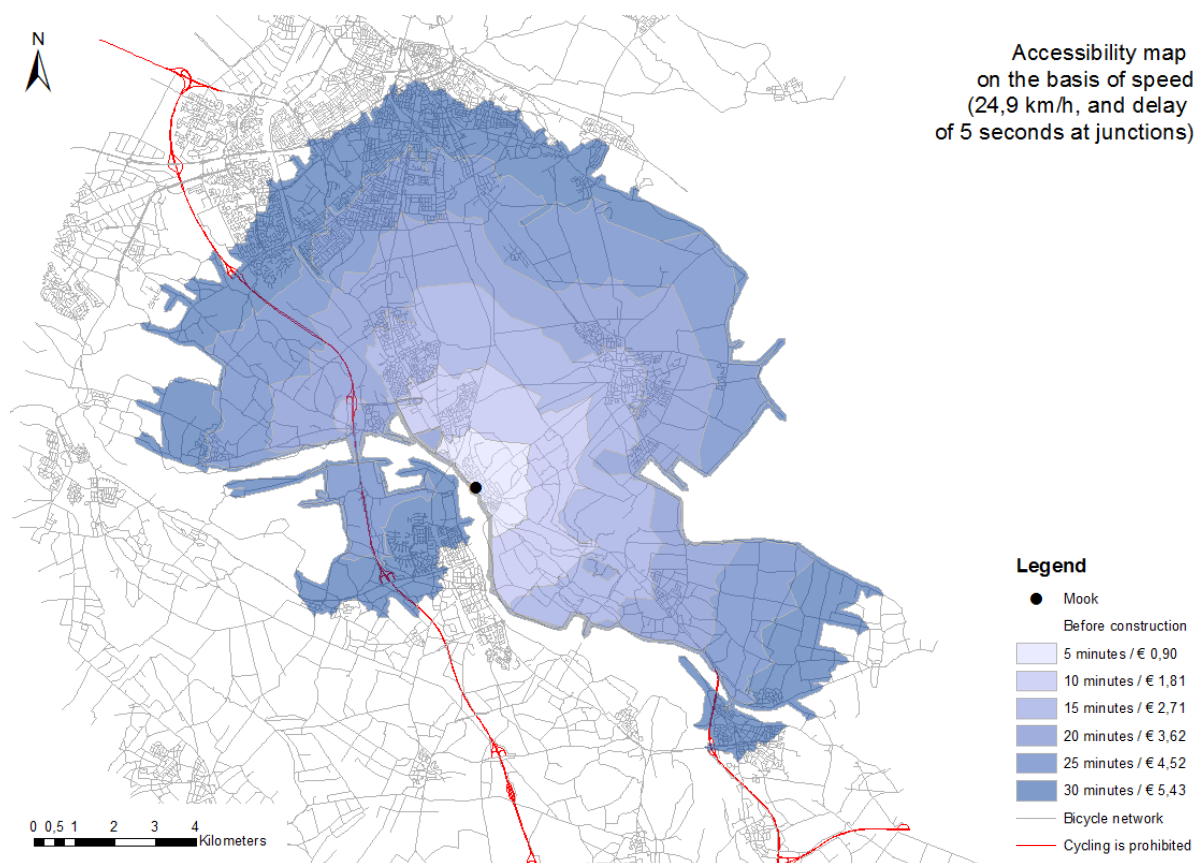 N
Accessibility map
on the basis of speed
(24,9 km/h, and delay
of 5 seconds at junctions)
Legend
Mook
Before construction
5 minutes / € 0,90
10 minutes / € 1,81
15 minutes / € 2,71
20 minutes / € 3,62
25 minutes / € 4,52
30 minutes / € 5,43
Bicycle network
Cycling is prohibited
0 0,5 1 2 3 4
Kilometers